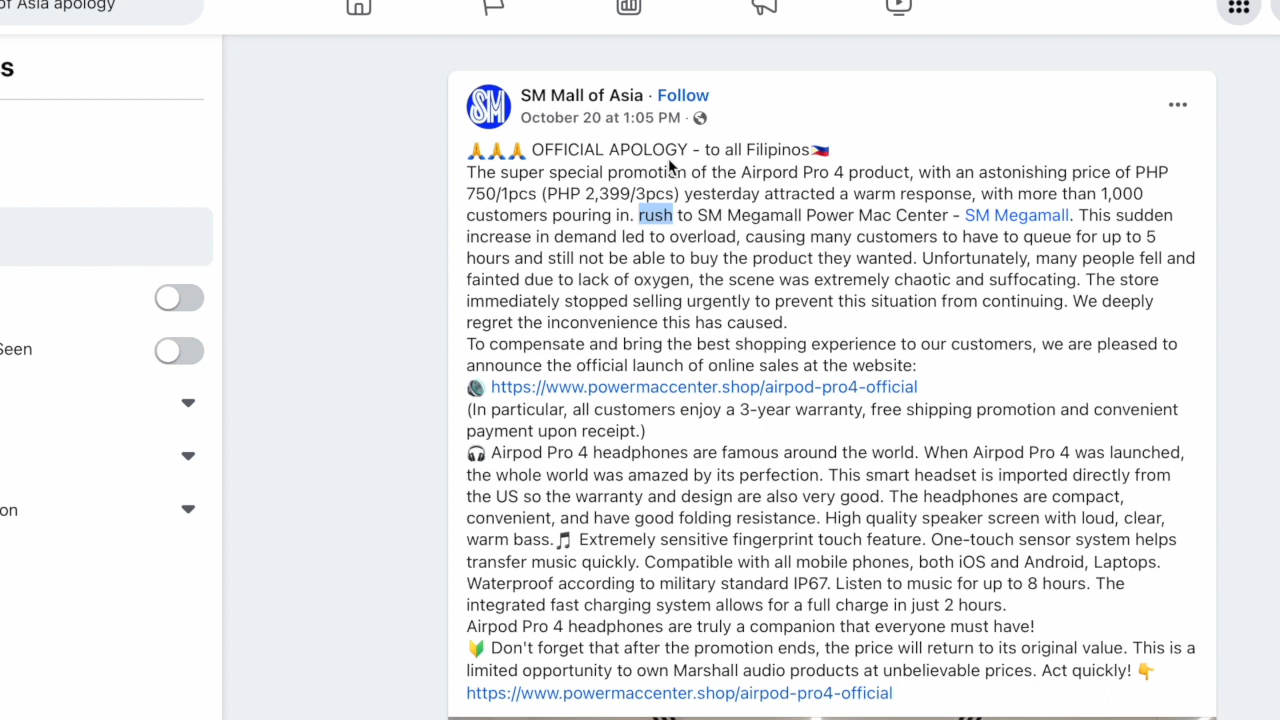 of Asia apology
s
SM
SM Mall of Asia · Follow
October 20 at 1:05 PM ·
🙏🙏🙏 OFFICIAL APOLOGY - to all Filipinos🇵🇭
The super special promotion of the Airpord Pro 4 product, with an astonishing price of PHP
750/1pcs (PHP 2,399/3pcs) yesterday attracted a warm response, with more than 1,000
customers pouring in. rush to SM Megamall Power Mac Center - SM Megamall. This sudden
increase in demand led to overload, causing many customers to have to queue for up to 5
hours and still not be able to buy the product they wanted. Unfortunately, many people fell and
fainted due to lack of oxygen, the scene was extremely chaotic and suffocating. The store
immediately stopped selling urgently to prevent this situation from continuing. We deeply
regret the inconvenience this has caused.
Seen
To compensate and bring the best shopping experience to our customers, we are pleased to
announce the official launch of online sales at the website:
https://www.powermaccenter.shop/airpod-pro4-official
(In particular, all customers enjoy a 3-year warranty, free shipping promotion and convenient
payment upon receipt.)
🎧 Airpod Pro 4 headphones are famous around the world. When Airpod Pro 4 was launched,
the whole world was amazed by its perfection. This smart headset is imported directly from
the US so the warranty and design are also very good. The headphones are compact,
on
convenient, and have good folding resistance. High quality speaker screen with loud, clear,
warm bass.🎵 Extremely sensitive fingerprint touch feature. One-touch sensor system helps
transfer music quickly. Compatible with all mobile phones, both iOS and Android, Laptops.
Waterproof according to military standard IP67. Listen to music for up to 8 hours. The
integrated fast charging system allows for a full charge in just 2 hours.
Airpod Pro 4 headphones are truly a companion that everyone must have!
🔰 Don't forget that after the promotion ends, the price will return to its original value. This is a
limited opportunity to own Marshall audio products at unbelievable prices. Act quickly! 👇
https://www.powermaccenter.shop/airpod-pro4-official